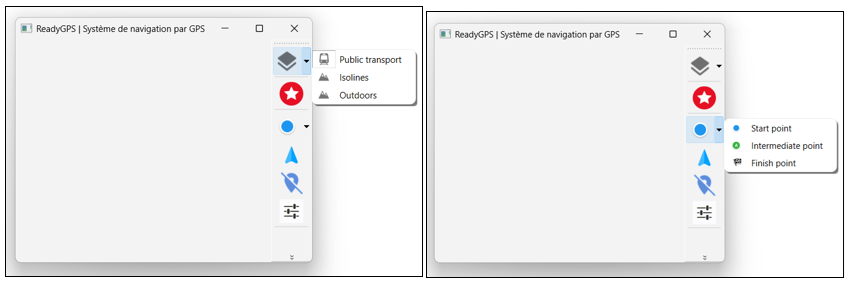 ReadyGPS | Système de navigation par GPS
Public transport
Isolines
Outdoors
ReadyGPS | Système de navigation par GPS
Start point
Intermediate point
Finish point